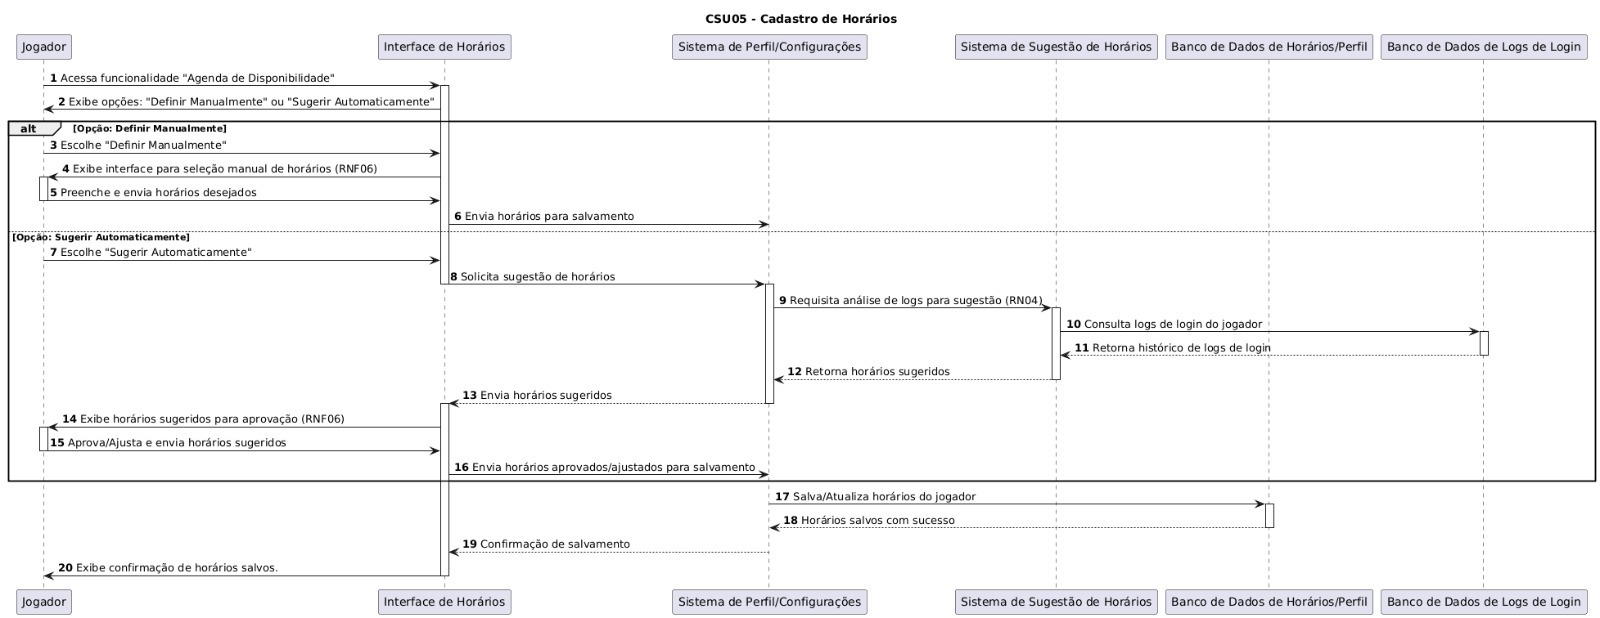 CSU05 - Cadastro de Horários
Jogador
Interface de Horários
Sistema de Perfil/Configurações
Sistema de Sugestão de Horários
Banco de Dados de Horários/Perfil
Banco de Dados de Logs de Login
1 Acessa funcionalidade "Agenda de Disponibilidade"
2 Exibe opções: "Definir Manualmente" ou "Sugerir Automaticamente"
alt [Opção: Definir Manualmente]
3 Escolhe "Definir Manualmente"
4 Exibe interface para seleção manual de horários (RNF06)
5 Preenche e envia horários desejados
6 Envia horários para salvamento
[Opção: Sugerir Automaticamente]
7 Escolhe "Sugerir Automaticamente"
8 Solicita sugestão de horários
9 Requisita análise de logs para sugestão (RN04)
10 Consulta logs de login do jogador
11 Retorna histórico de logs de login
12 Retorna horários sugeridos
13 Envia horários sugeridos
14 Exibe horários sugeridos para aprovação (RNF06)
15 Aprova/Ajusta e envia horários sugeridos
16 Envia horários aprovados/ajustados para salvamento
17 Salva/Atualiza horários do jogador
18 Horários salvos com sucesso
19 Confirmação de salvamento
20 Exibe confirmação de horários salvos.
Jogador
Interface de Horários
Sistema de Perfil/Configurações
Sistema de Sugestão de Horários
Banco de Dados de Horários/Perfil
Banco de Dados de Logs de Login